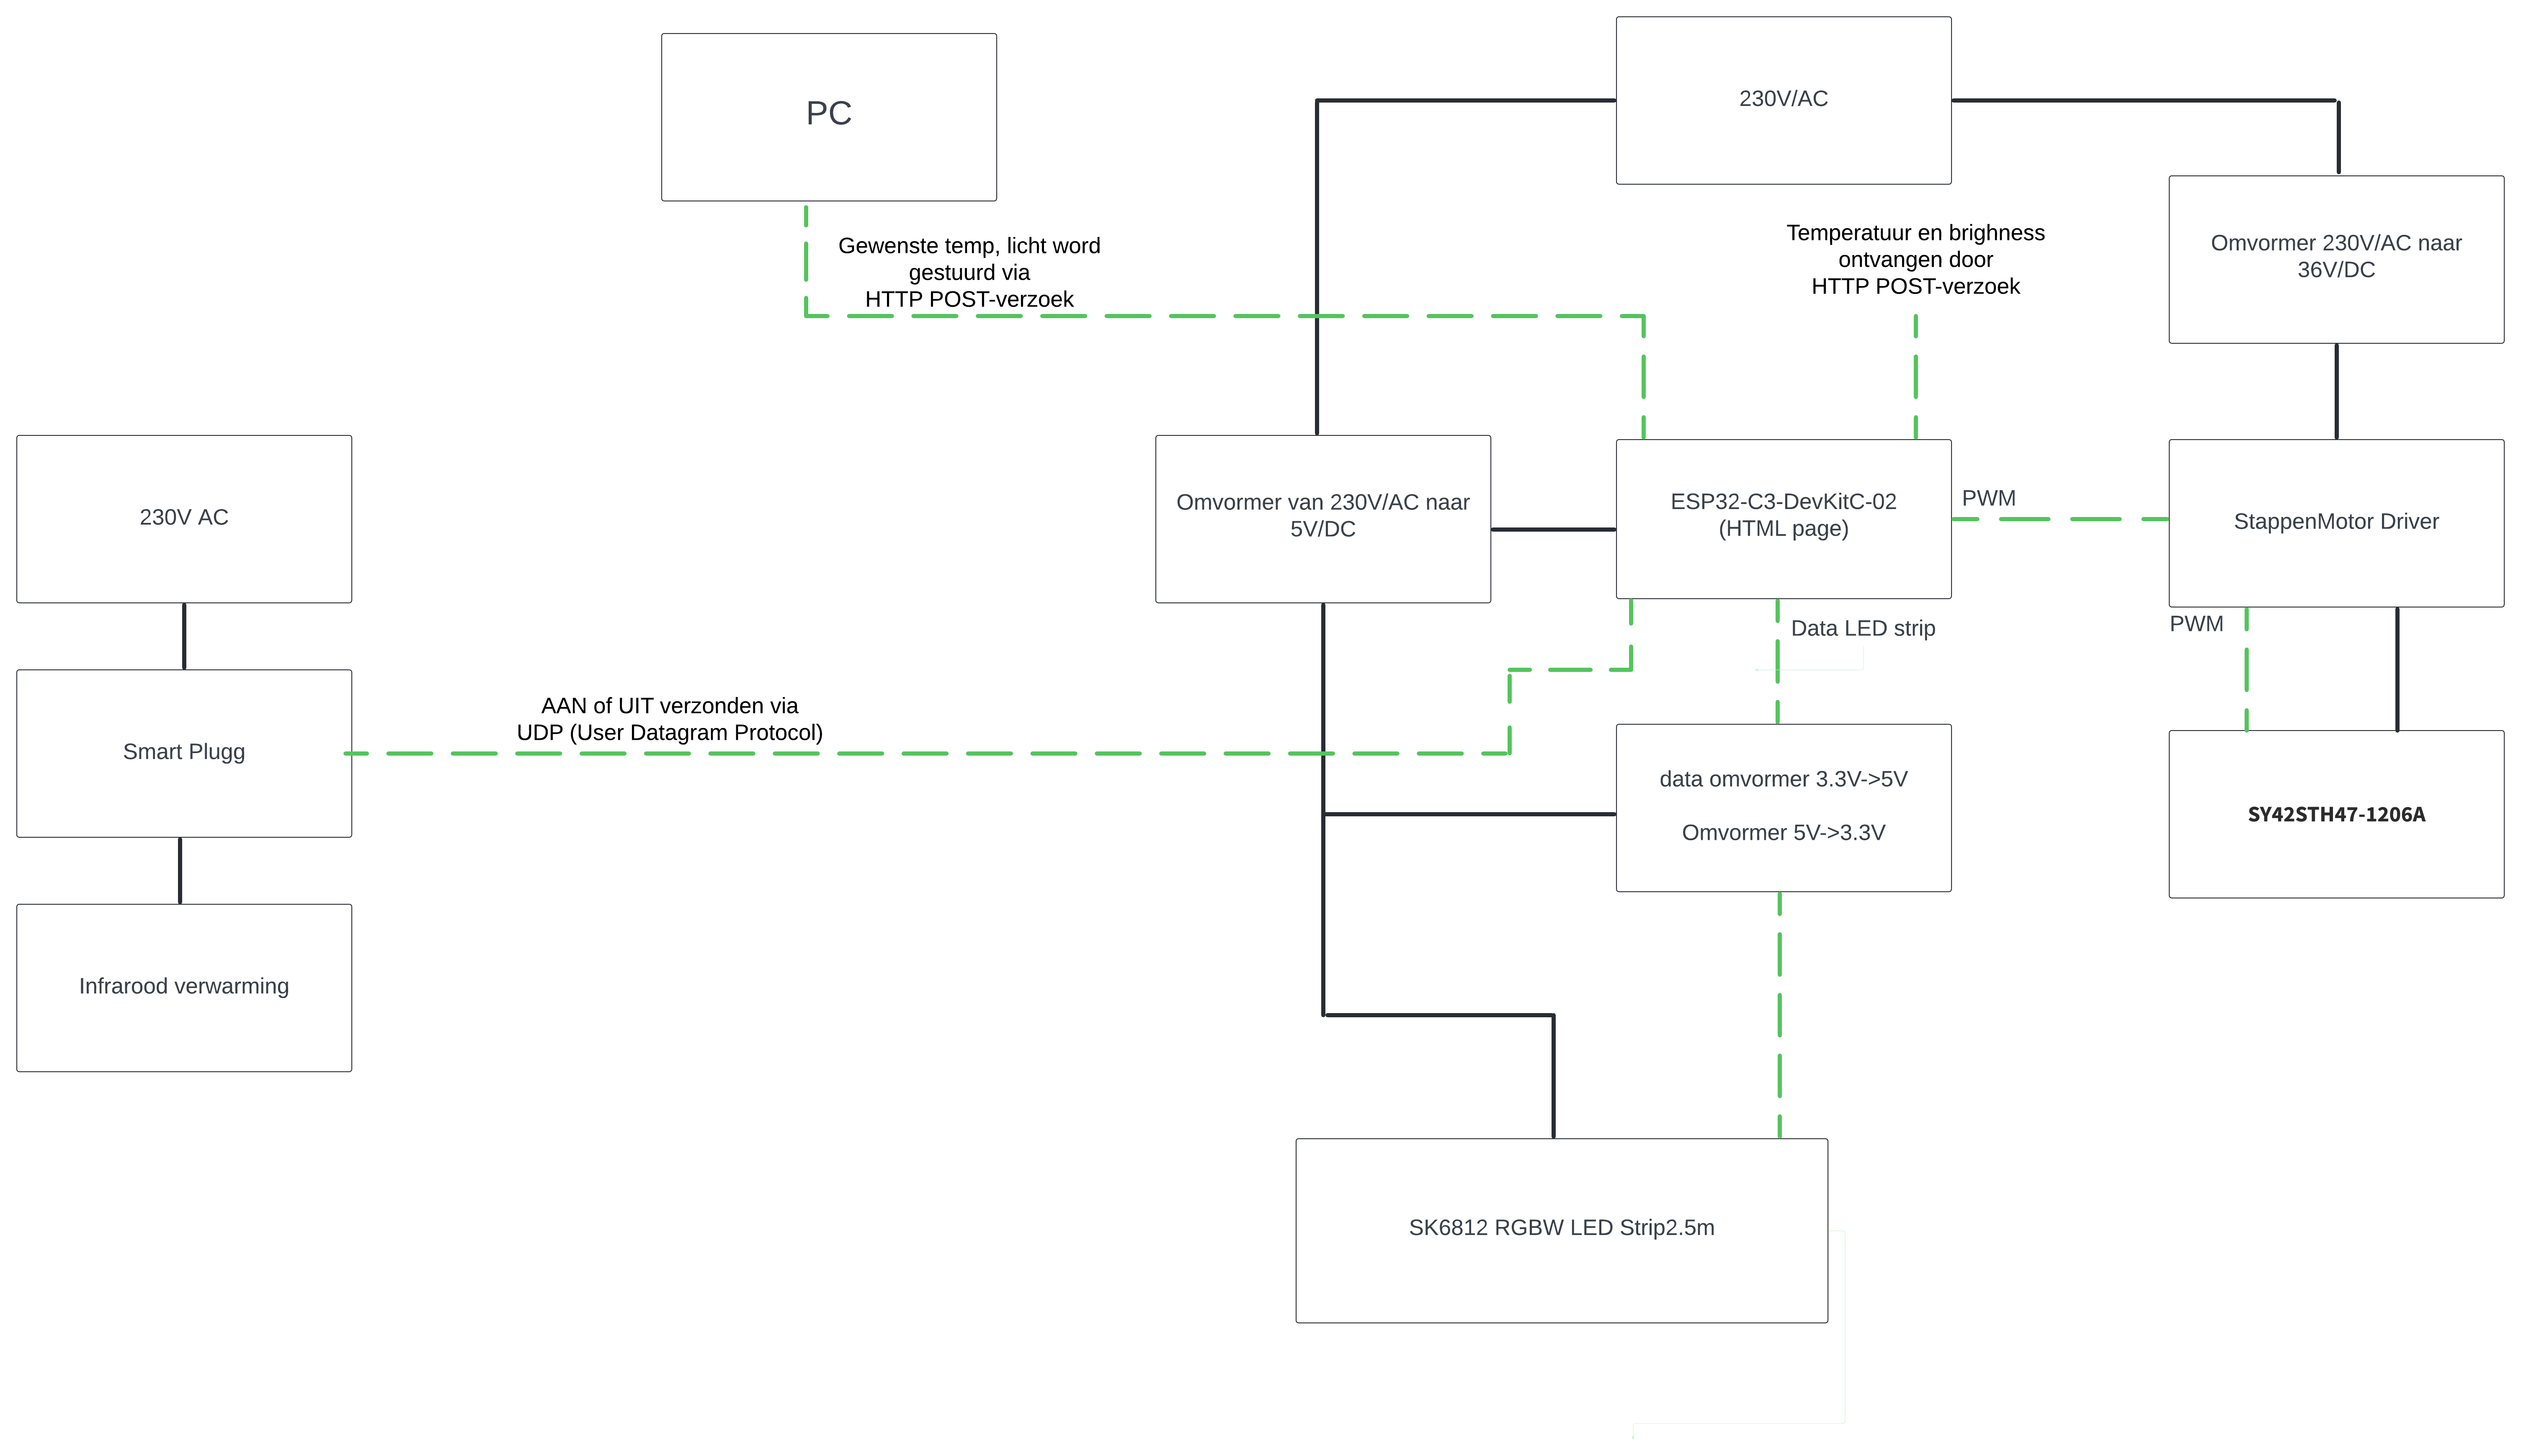 PC
230V/AC
Gewenste temp, licht word
gestuurd via
HTTP POST-verzoek
Temperatuur en brighness
ontvangen door
HTTP POST-verzoek
Omvormer 230V/AC naar
36V/DC
230V AC
Omvormer van 230V/AC naar
5V/DC
ESP32-C3-DevKitC-02
(HTML page)
PWM
StappenMotor Driver
Data LED strip
PWM
Smart Plugg
AAN of UIT verzonden via
UDP (User Datagram Protocol)
data omvormer 3.3V->5V
Omvormer 5V->3.3V
SY42STH47-1206A
Infrarood verwarming
SK6812 RGBW LED Strip2.5m